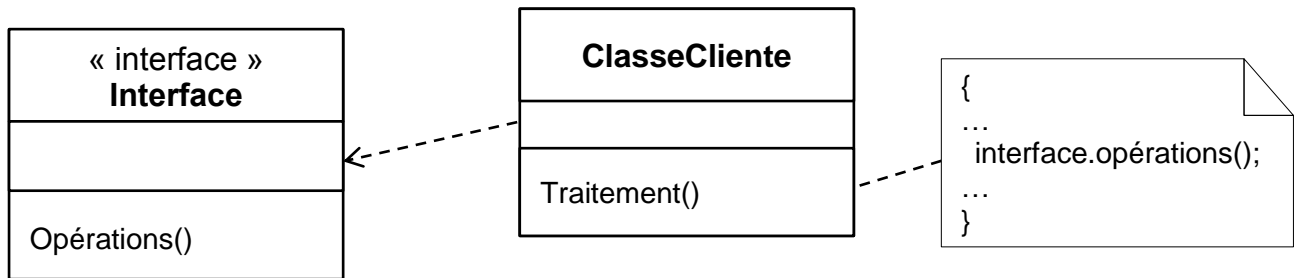 « interface »
Interface
Opérations()
ClasseCliente
Traitement()
{
…
interface.opérations();
…
}